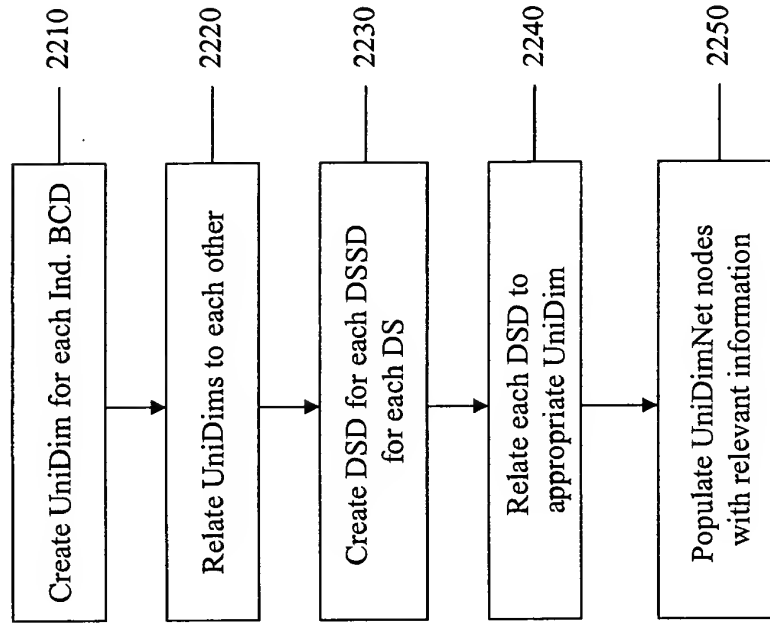 Create UniDim for each Ind. BCD
2210
Relate UniDims to each other
2220
Create DSD for each DSSD
for each DS
2230
Relate each DSD to
appropriate UniDim
2240
Populate UniDimNet nodes
with relevant information
2250